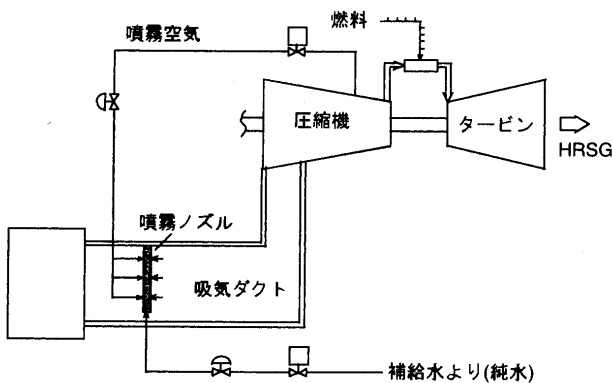 噴霧空気
燃料
圧縮機
タービン
HRSG
噴霧ノズル
吸気ダクト
補給水より(純水)